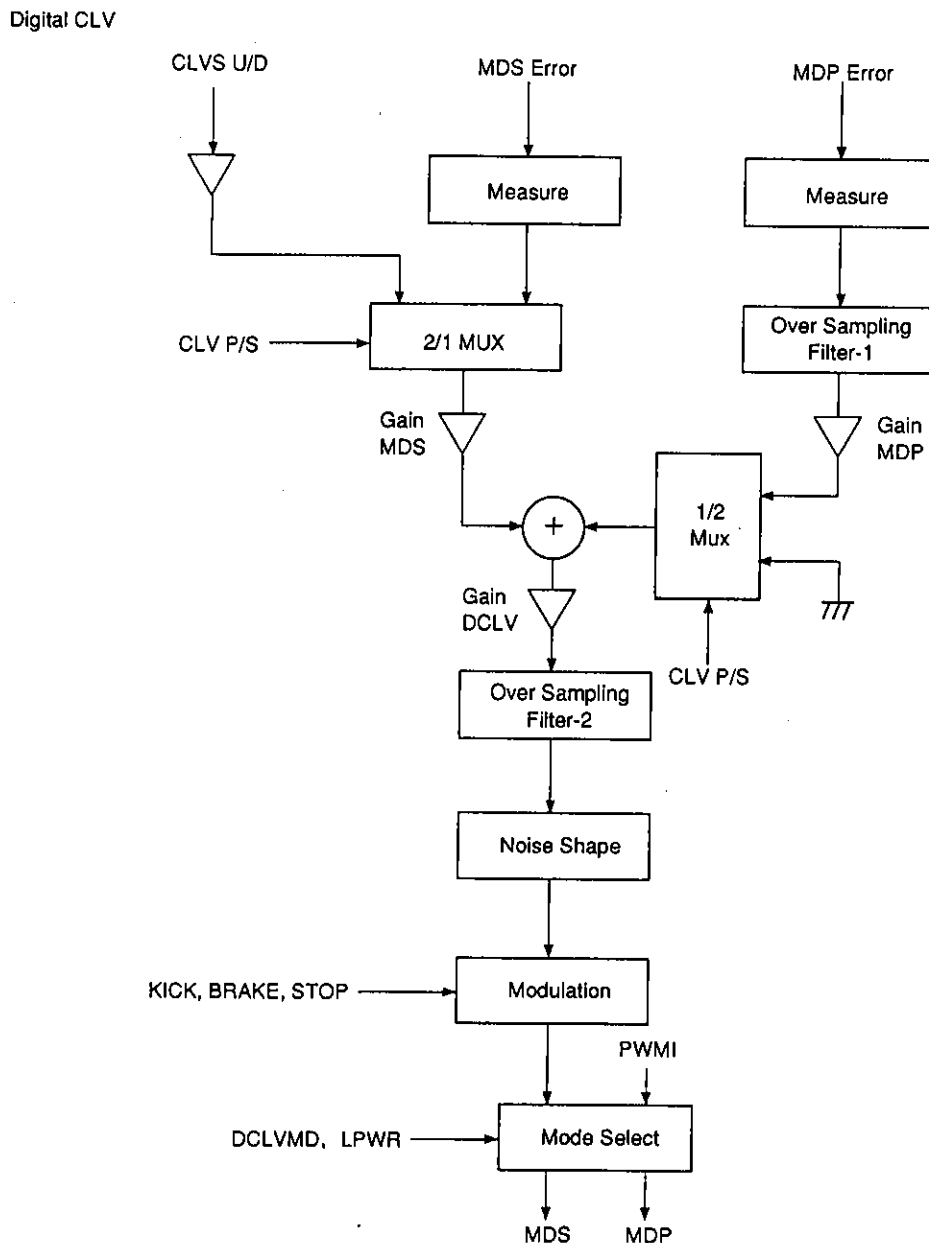 Digital CLV
CLVS U/D
MDS Error
MDP Error
Measure
Measure
CLV P/S
2/1 MUX
Over Sampling
Filter-1
Gain
MDS
Gain
MDP
1/2
Mux
+
Gain
DCLV
CLV P/S
Over Sampling
Filter-2
Noise Shape
KICK, BRAKE, STOP
Modulation
PWMI
DCLVMD, LPWR
Mode Select
MDS
MDP